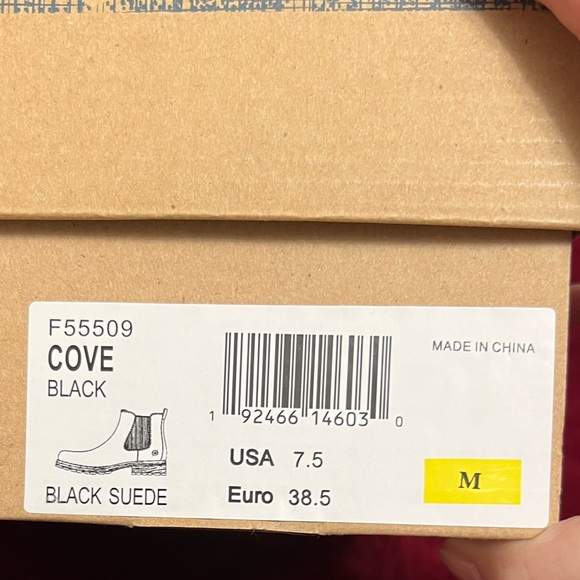 F55509
COVE
BLACK
MADE IN CHINA
1 92466 14603 0
USA 7.5
Euro 38.5
BLACK SUEDE
M